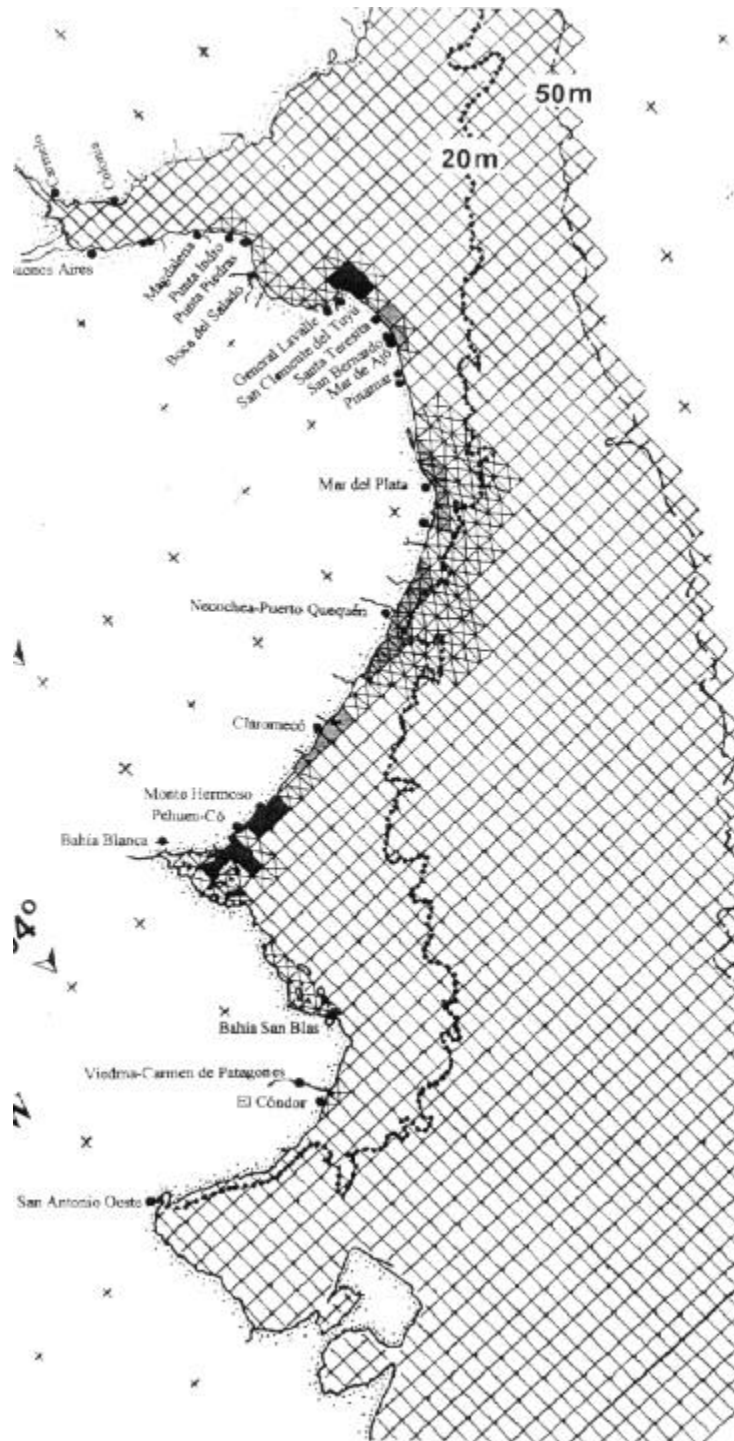 50m
20m
Carmelo
Colonia
Buenos Aires
Magdalena
Punta Indio
Punta Piedras
Boca del Salado
General Lavalle
San Clemente del Tuyú
Santa Teresita
San Bernardo
Mar de Ajó
Pinamar
Mar del Plata
Necochea-Puerto Quequén
Claromecó
Monte Hermoso
Pehuen-Có
Bahía Blanca
Bahía San Blas
Viedma-Carmen de Patagones
El Cóndor
San Antonio Oeste